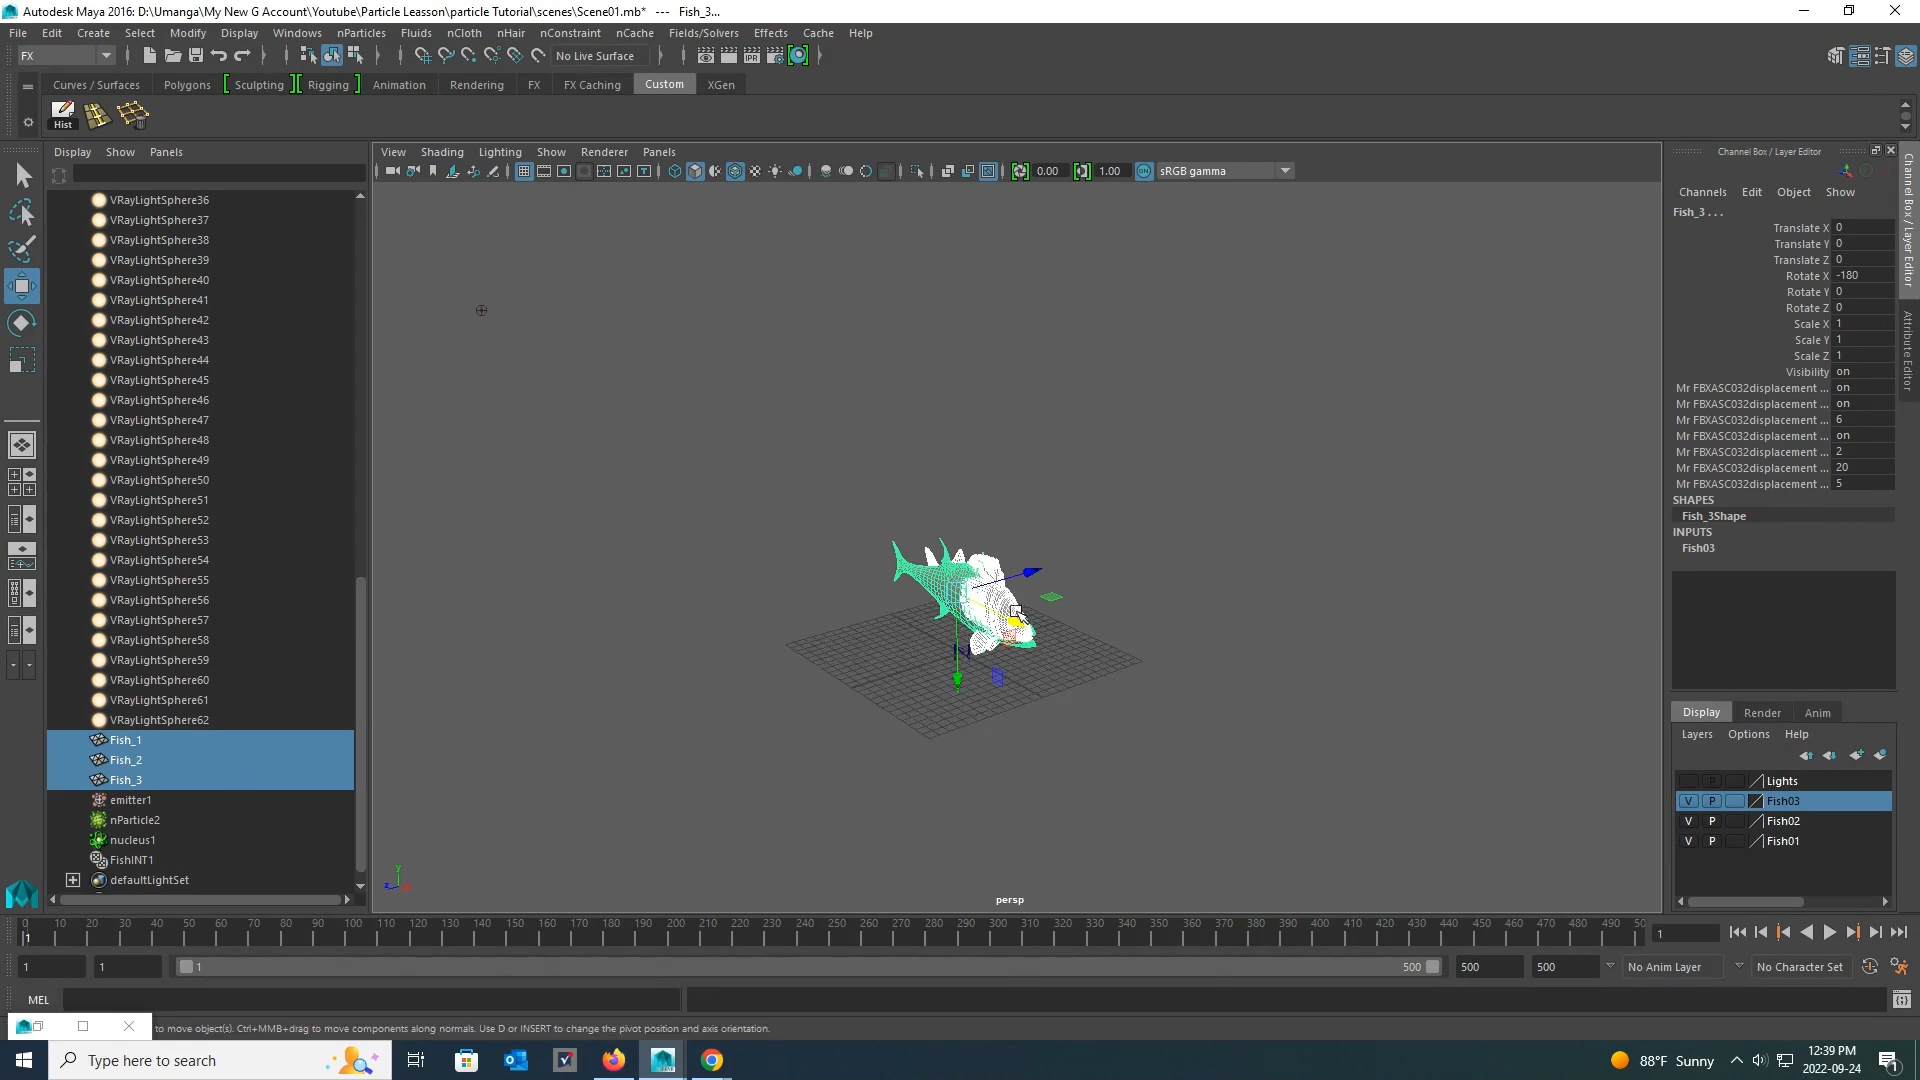 Autodesk Maya 2016: D:\Umanga\My New G Account\Youtube\Particle Leasson\particle Tutorial\scenes\Scene01.mb* --- Fish_3...
File Edit Create Select Modify Display Windows nParticles Fluids nCloth nHair nConstraint nCache Fields/Solvers Effects Cache Help
FX No Live Surface IPR
Curves / Surfaces Polygons Sculpting Rigging Animation Rendering FX FX Caching Custom XGen
Hist
Display Show Panels
View Shading Lighting Show Renderer Panels
0.00 1.00 ON sRGB gamma
VRayLightSphere36
VRayLightSphere37
VRayLightSphere38
VRayLightSphere39
VRayLightSphere40
VRayLightSphere41
VRayLightSphere42
VRayLightSphere43
VRayLightSphere44
VRayLightSphere45
VRayLightSphere46
VRayLightSphere47
VRayLightSphere48
VRayLightSphere49
VRayLightSphere50
VRayLightSphere51
VRayLightSphere52
VRayLightSphere53
VRayLightSphere54
VRayLightSphere55
VRayLightSphere56
VRayLightSphere57
VRayLightSphere58
VRayLightSphere59
VRayLightSphere60
VRayLightSphere61
VRayLightSphere62
Fish_1
Fish_2
Fish_3
emitter1
nParticle2
nucleus1
FishINT1
defaultLightSet
y
z
persp
Channel Box / Layer Editor
Channels Edit Object Show
Fish_3 . . .
Translate X 0
Translate Y 0
Translate Z 0
Rotate X -180
Rotate Y 0
Rotate Z 0
Scale X 1
Scale Y 1
Scale Z 1
Visibility on
Mr FBXASC032displacement ... on
Mr FBXASC032displacement ... on
Mr FBXASC032displacement ... 6
Mr FBXASC032displacement ... on
Mr FBXASC032displacement ... 2
Mr FBXASC032displacement ... 20
Mr FBXASC032displacement ... 5
SHAPES
Fish_3Shape
INPUTS
Fish03
Display Render Anim
Layers Options Help
P Lights
V P Fish03
V P Fish02
V P Fish01
Channel Box / Layer Editor
Attribute Editor
0 10 20 30 40 50 60 70 80 90 100 110 120 130 140 150 160 170 180 190 200 210 220 230 240 250 260 270 280 290 300 310 320 330 340 350 360 370 380 390 400 410 420 430 440 450 460 470 480 490 50
1 1
1 1 1 500 500 500 No Anim Layer No Character Set
MEL
to move object(s). Ctrl+MMB+drag to move components along normals. Use D or INSERT to change the pivot position and axis orientation.
Type here to search
88°F Sunny
12:39 PM
2022-09-24
1